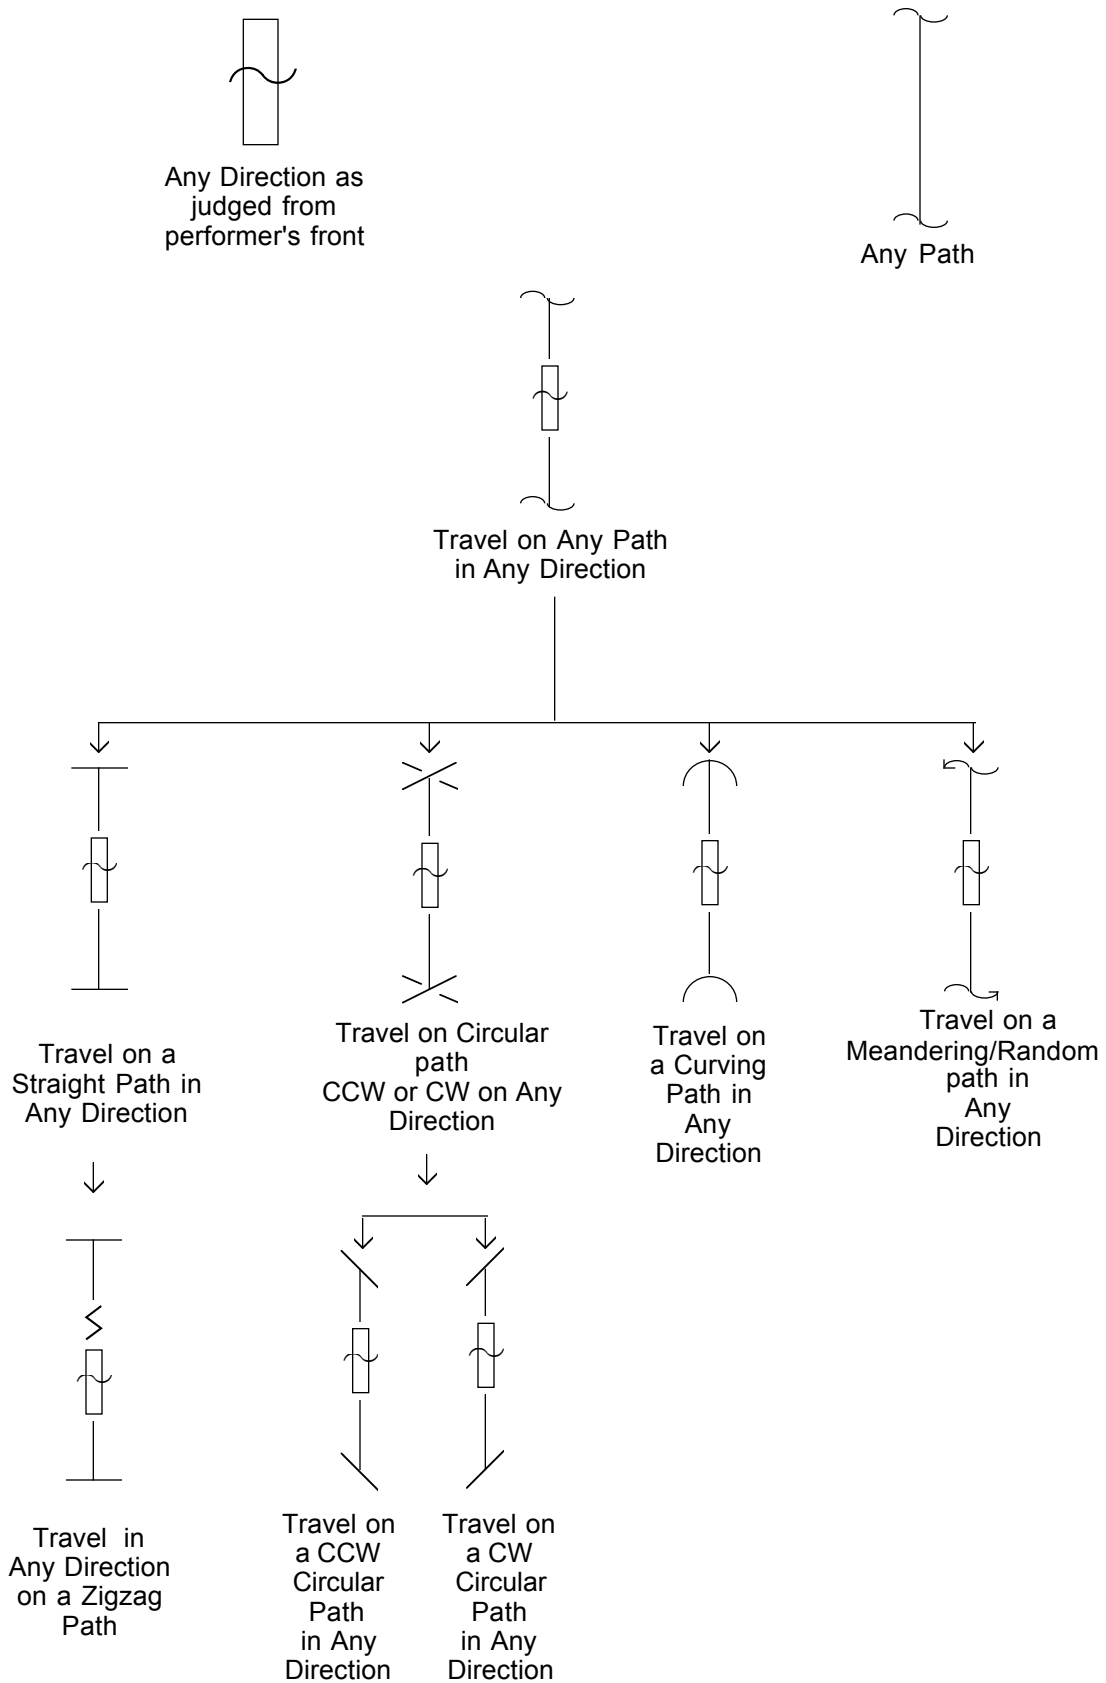 Any Direction as
judged from
performer's front
Any Path
Travel on Any Path
in Any Direction
Travel on a
Straight Path in
Any Direction
Travel on Circular
path
CCW or CW on Any
Direction
Travel on
a Curving
Path in
Any
Direction
Travel on a
Meandering/Random
path in
Any
Direction
Travel in
Any Direction
on a Zigzag
Path
Travel on
a CCW
Circular
Path
in Any
Direction
Travel on
a CW
Circular
Path
in Any
Direction